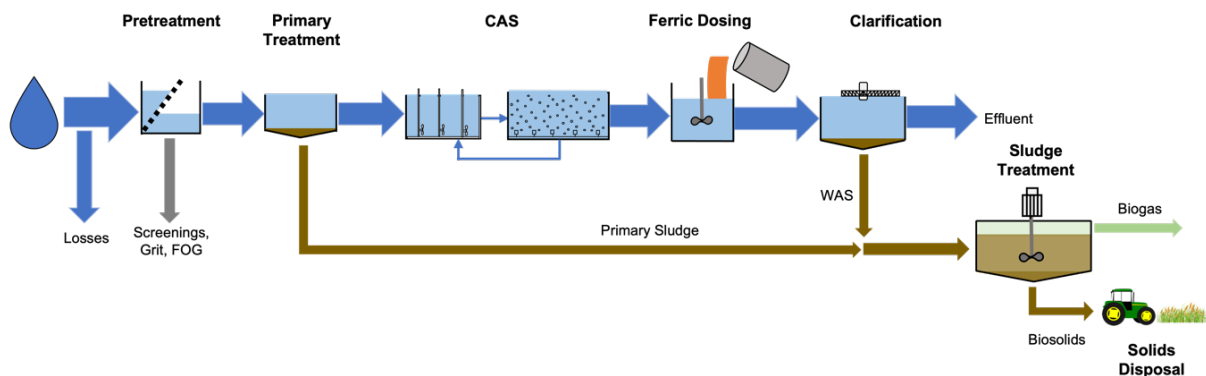 Pretreatment
Primary
Treatment
CAS
Ferric Dosing
Clarification
Effluent
Losses
Screenings,
Grit, FOG
WAS
Primary Sludge
Sludge
Treatment
Biogas
Biosolids
Solids
Disposal